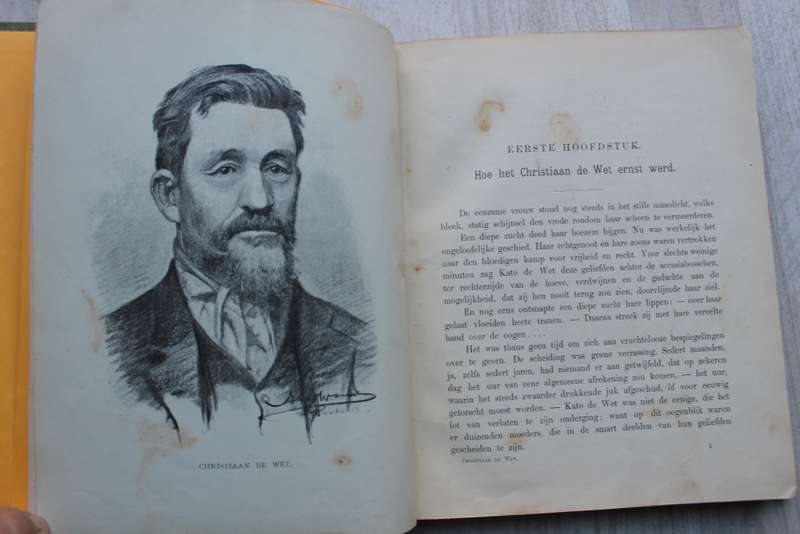 CHRISTIAAN DE WET.
EERSTE HOOFDSTUK.
Hoe het Christiaan de Wet ernst werd.
De eenzame vrouw stond nog steeds in het stille maanlicht, welks
bleek, statig schijnsel den vrede rondom haar scheen te vermeerderen.
Een diepe zucht deed haar boezem hijgen. Nu was werkelijk het
ongelooflijke geschied. Haar echtgenoot en hare zoons waren vertrokken
naar den bloedigen kamp voor vrijheid en recht. Voor slechts weinige
minuten zag Kato de Wet deze geliefden achter de accasiabosschen,
ter rechterzijde van de hoeve, verdwijnen en de gedachte aan de
mogelijkheid, dat zij hen nooit terug zou zien, doorvlijmde haar ziel.
En nog eens ontsnapte een diepe zucht hare lippen: — over haar
gelaat vloeiden heete tranen. — Daarna streek zij met hare vereelte
hand over de oogen ....
Het was thans geen tijd om zich aan vruchtelooze bespiegelingen
over te geven. De scheiding was geene verrassing. Sedert maanden,
ja, zelfs sedert jaren, had niemand er aan getwijfeld, dat op zekeren
dag het uur van eene algemeene afrekening zou komen, — het uur,
waarin het steeds zwaarder drukkende juk afgeschud, òf voor eeuwig
getorscht moest worden. — Kato de Wet was niet de eenige, die het
lot van verlaten te zijn onderging; want op dit oogenblik waren
er duizenden moeders, die in de smart deelden van hun geliefden
gescheiden te zijn.
CHRISTIAAN DE WET.
1